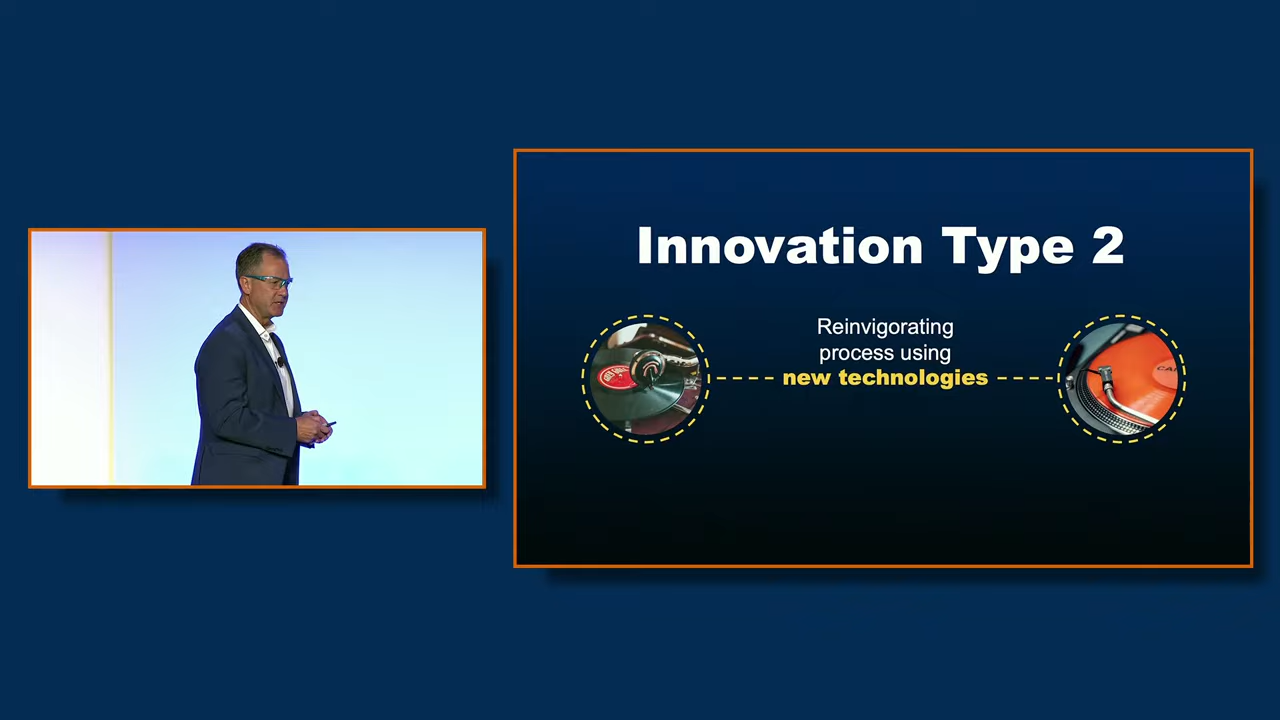 Innovation Type 2
Reinvigorating
process using
new technologies